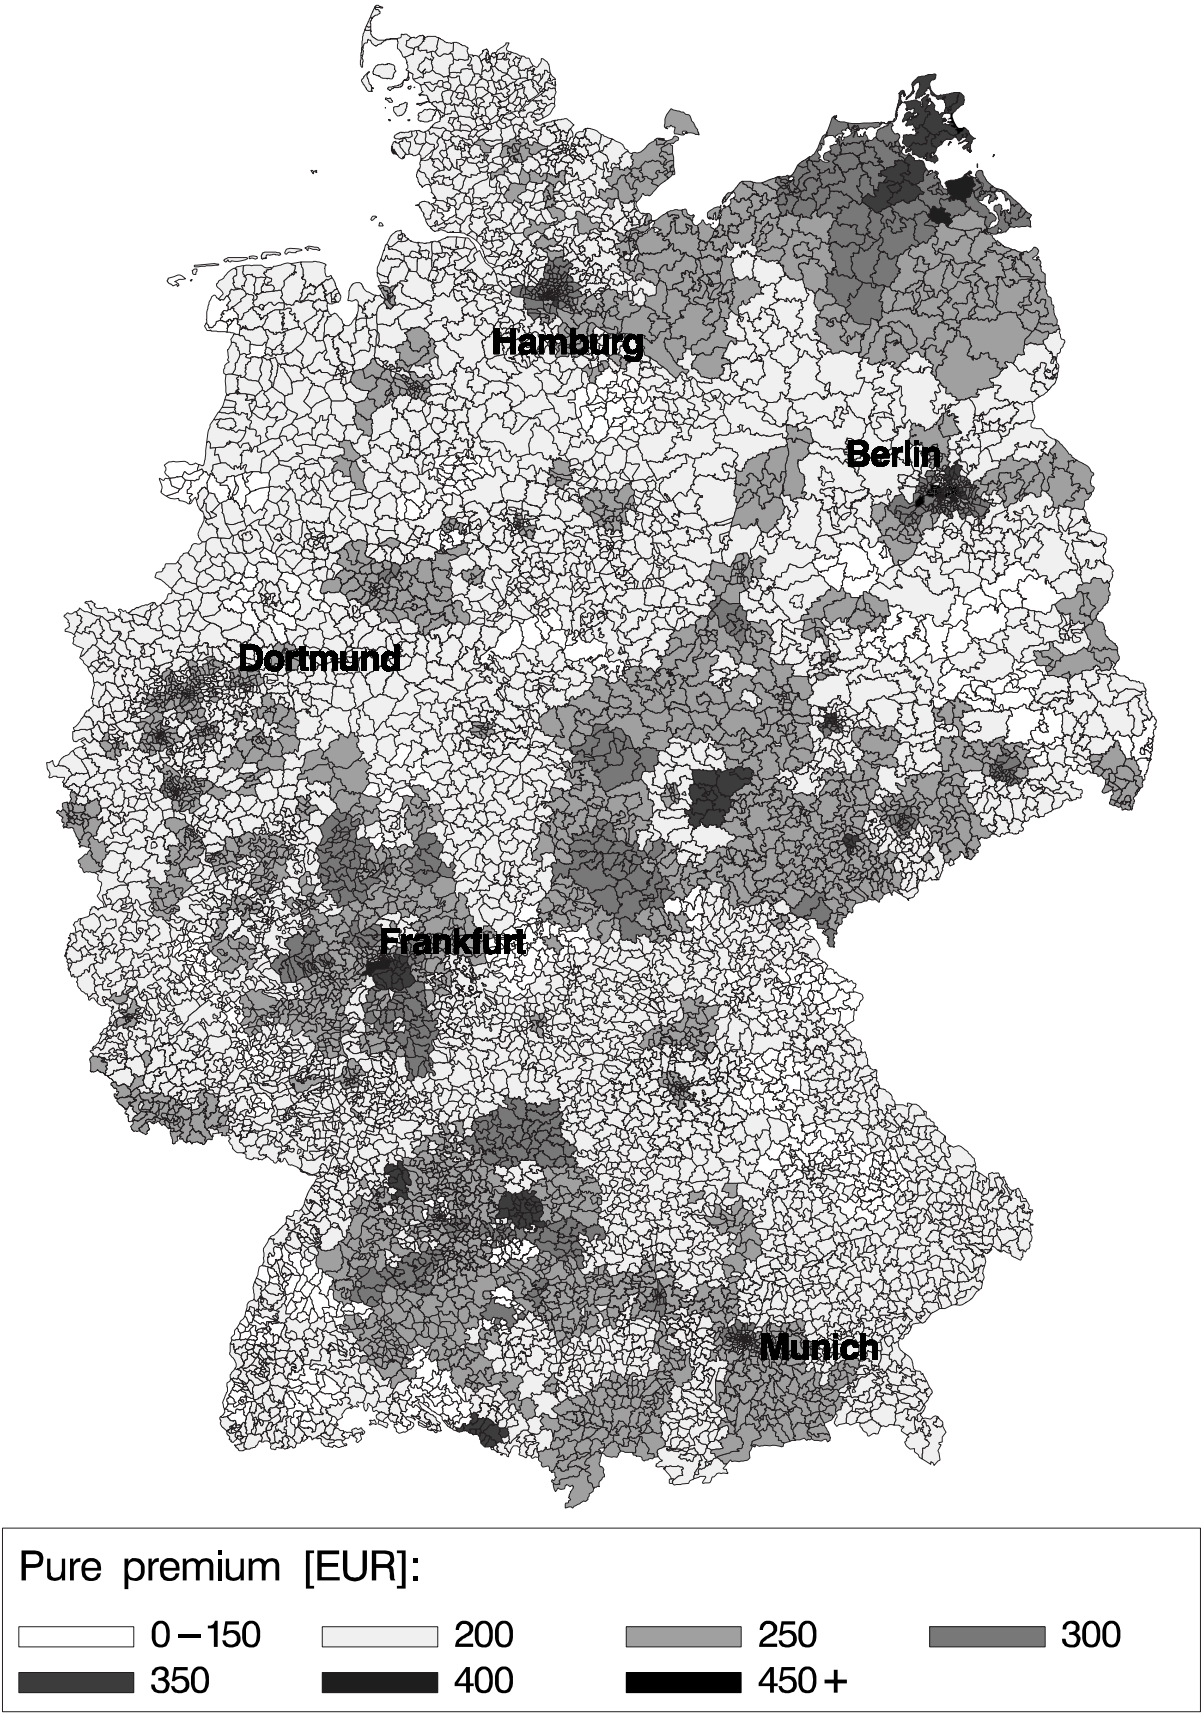 Hamburg
Berlin
Dortmund
Frankfurt
Munich
Pure premium [EUR]:
0–150 200 250 300
350 400 450+